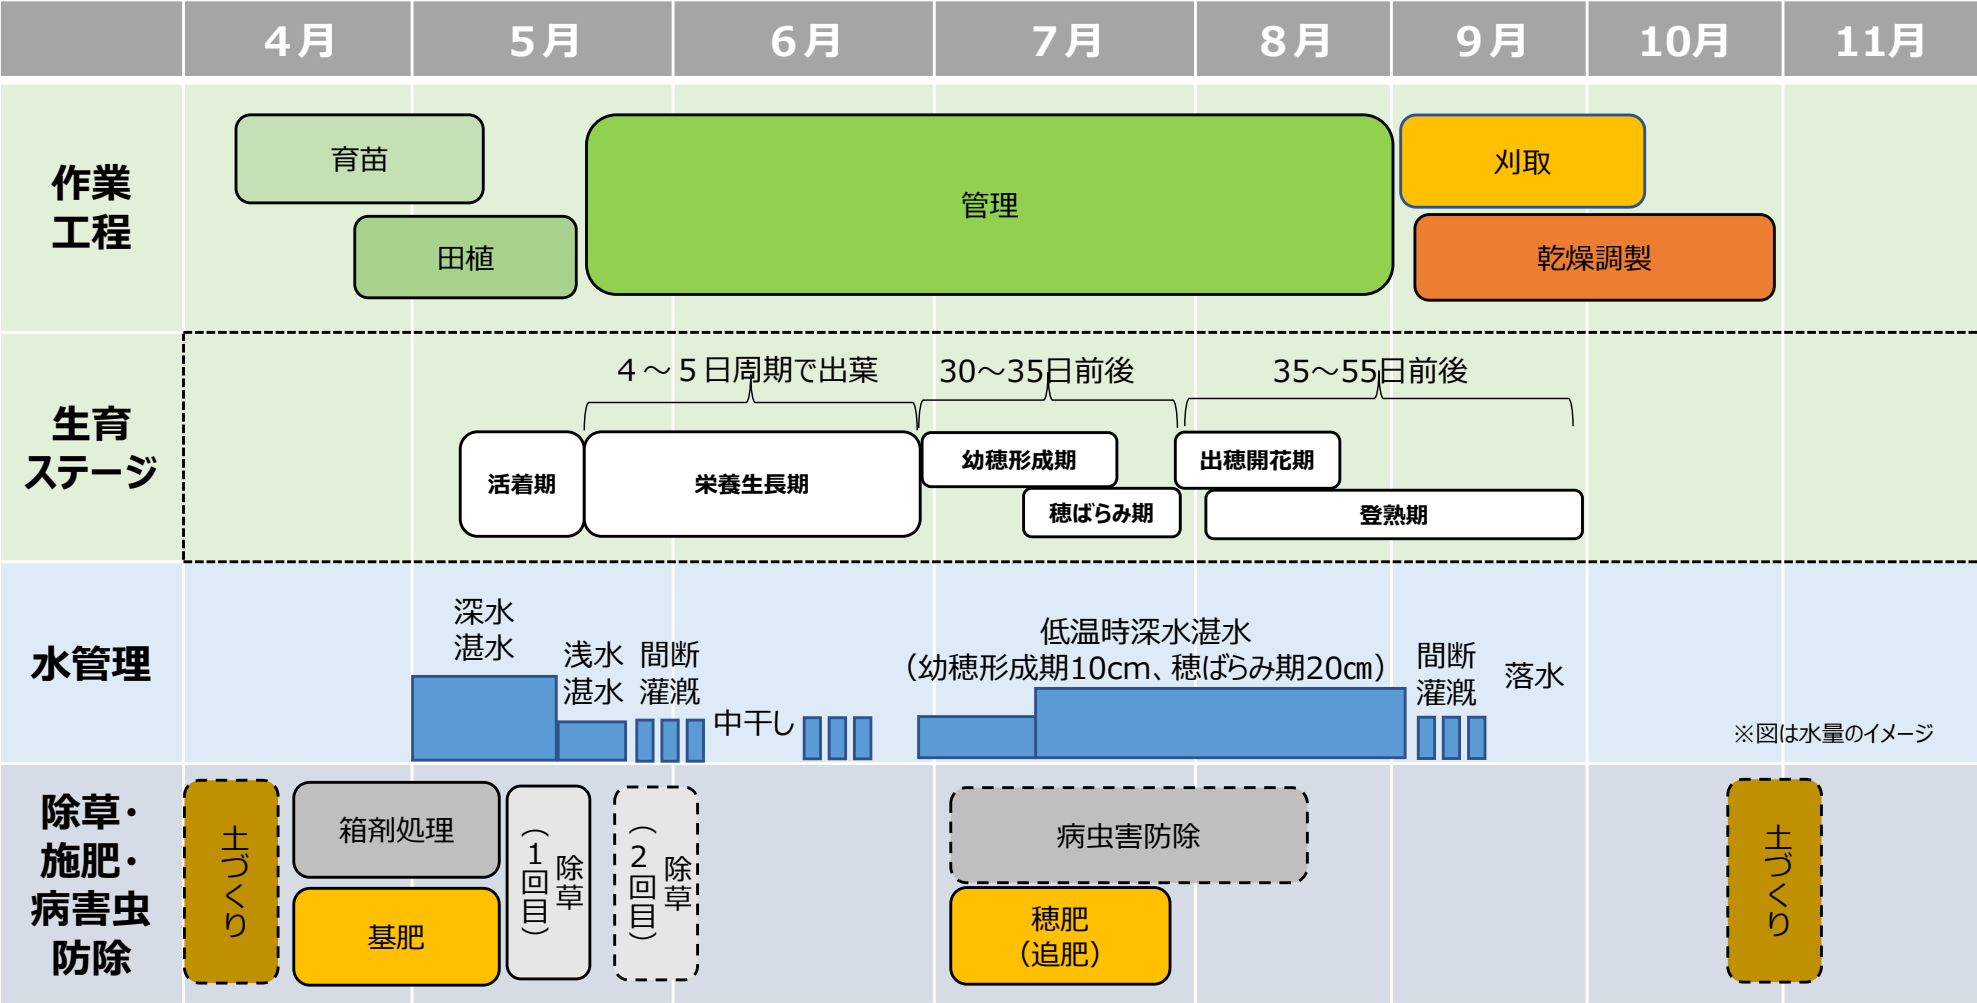 4月 5月 6月 7月 8月 9月 10月 11月
作業
工程
育苗
田植
管理
刈取
乾燥調製
生育
ステージ
4～5日周期で出葉
30～35日前後
35～55日前後
活着期
栄養生長期
幼穂形成期
穂ばらみ期
出穂開花期
登熟期
水管理
深水
湛水
浅水
湛水
間断
灌漑
中干し
低温時深水湛水
（幼穂形成期10cm、穂ばらみ期20㎝）
間断
灌漑
落水
※図は水量のイメージ
除草・
施肥・
病害虫
防除
土づくり
箱剤処理
基肥
除草
（1回目）
除草
（2回目）
病虫害防除
穂肥
（追肥）
土づくり